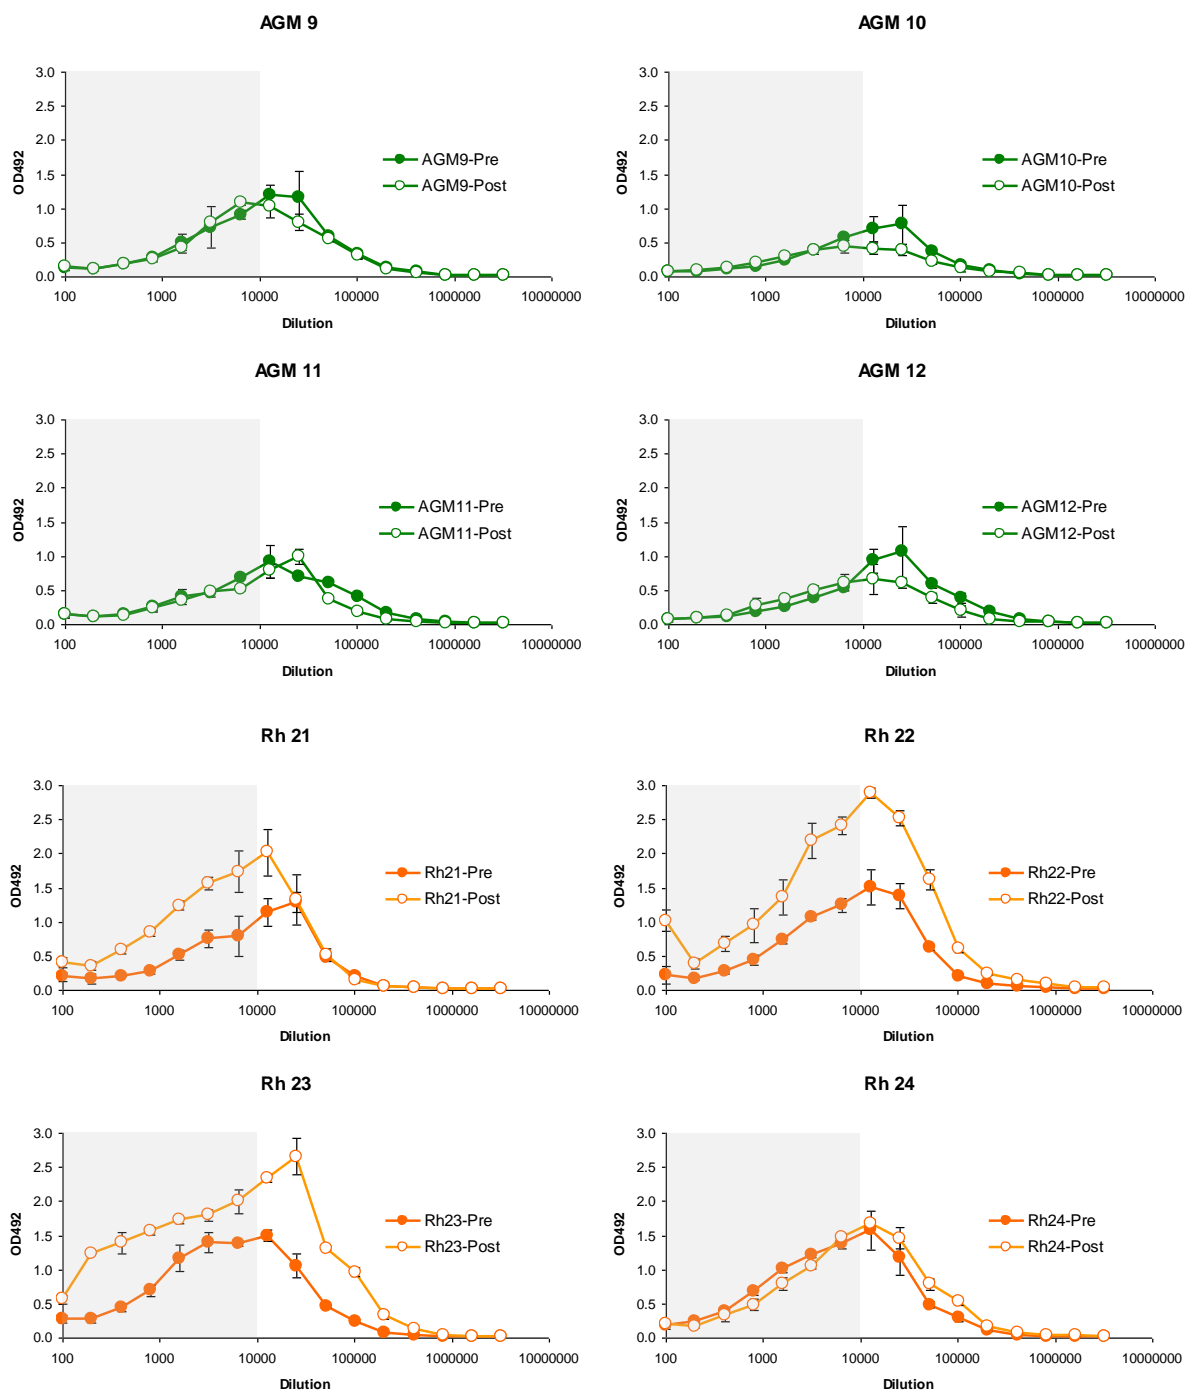 AGM 9
3.0
2.5
2.0
1.5
1.0
0.5
0.0
OD492
AGM9-Pre
AGM9-Post
100 1000 10000 100000 1000000 10000000
Dilution
AGM 10
3.0
2.5
2.0
1.5
1.0
0.5
0.0
OD492
AGM10-Pre
AGM10-Post
100 1000 10000 100000 1000000 10000000
Dilution
AGM 11
3.0
2.5
2.0
1.5
1.0
0.5
0.0
OD492
AGM11-Pre
AGM11-Post
100 1000 10000 100000 1000000 10000000
Dilution
AGM 12
3.0
2.5
2.0
1.5
1.0
0.5
0.0
OD492
AGM12-Pre
AGM12-Post
100 1000 10000 100000 1000000 10000000
Dilution
Rh 21
3.0
2.5
2.0
1.5
1.0
0.5
0.0
OD492
Rh21-Pre
Rh21-Post
100 1000 10000 100000 1000000 10000000
Dilution
Rh 22
3.0
2.5
2.0
1.5
1.0
0.5
0.0
OD492
Rh22-Pre
Rh22-Post
100 1000 10000 100000 1000000 10000000
Dilution
Rh 23
3.0
2.5
2.0
1.5
1.0
0.5
0.0
OD492
Rh23-Pre
Rh23-Post
100 1000 10000 100000 1000000 10000000
Dilution
Rh 24
3.0
2.5
2.0
1.5
1.0
0.5
0.0
OD492
Rh24-Pre
Rh24-Post
100 1000 10000 100000 1000000 10000000
Dilution